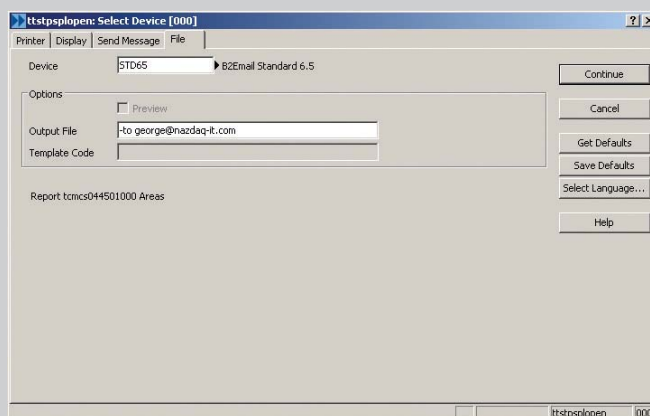 ttstpsplopen: Select Device [000]
Printer Display Send Message File
Device STD65 B2Email Standard 6.5
Continue
Options
Preview
Cancel
Output File -to george@nazdaq-it.com
Get Defaults
Template Code
Save Defaults
Report tcmcs044501000 Areas
Select Language...
Help
ttstpsplopen 000